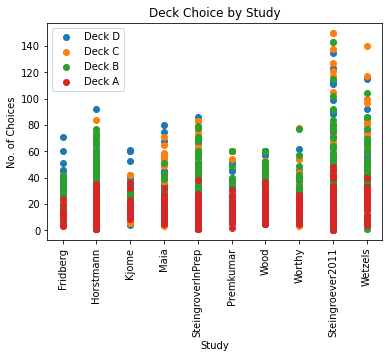 Deck Choice by Study
Deck D
Deck C
Deck B
Deck A
No. of Choices
140
120
100
80
60
40
20
0
Fridberg
Horstmann
Kjome
Maia
SteingroverInPrep
Premkumar
Wood
Worthy
Steingroever2011
Wetzels
Study